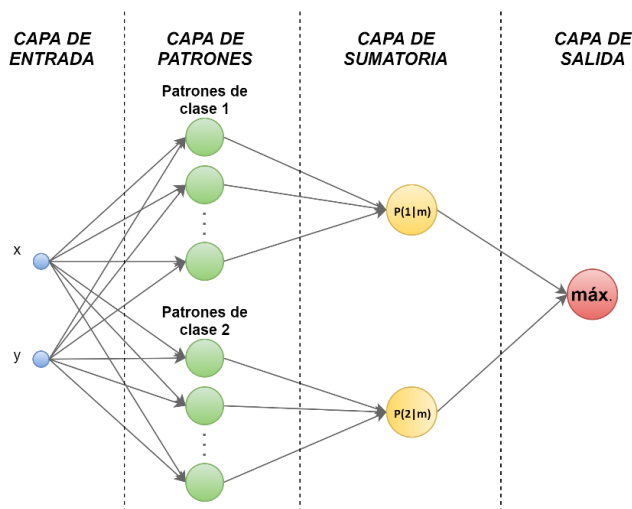 CAPA DE
ENTRADA
CAPA DE
PATRONES
CAPA DE
SUMATORIA
CAPA DE
SALIDA
Patrones de
clase 1
x
y
P(1|m)
máx.
Patrones de
clase 2
P(2|m)